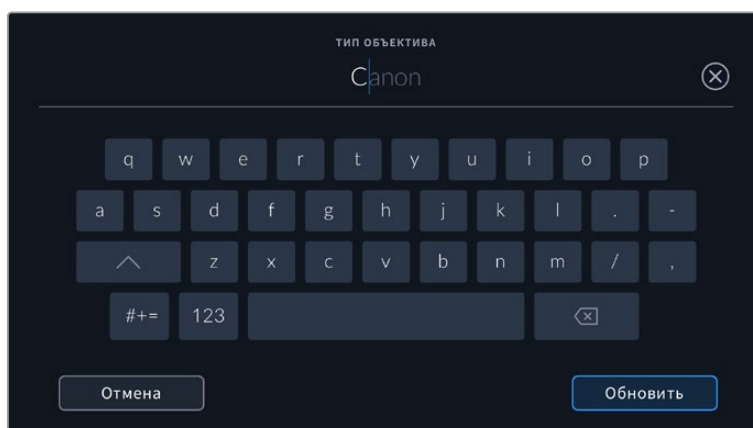 ТИП ОБЪЕКТИВА
Canon
q w e r t y u i o p
a s d f g h j k l . -
z x c v b n m / ,
#+= 123
Отмена Обновить